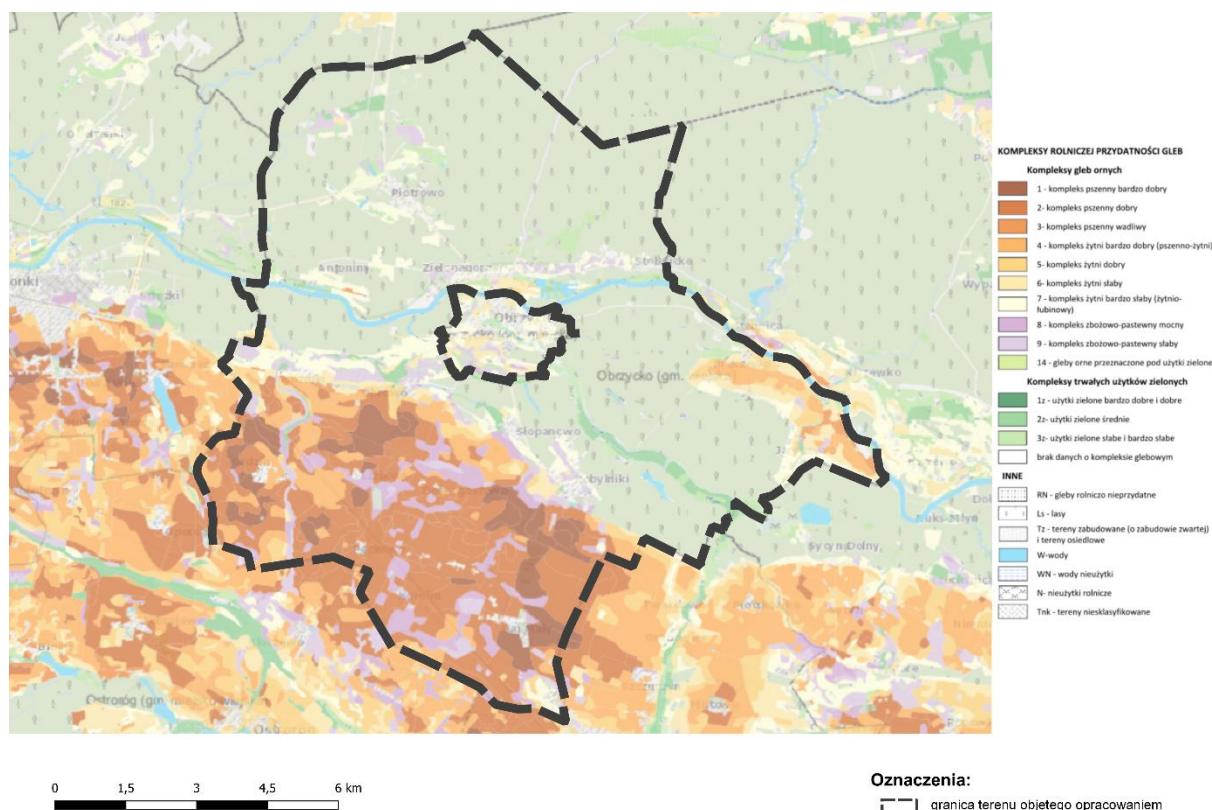 182
Piotrowo
Antoniny
Stobnicko
Obrzycko (gm.
Słopanowo
Sycyn Dolny
Ostroróg (gm.
KOMPLEKSY ROLNICZEJ PRZYDATNOŚCI GLEB
Kompleksy gleb ornych
1 - kompleks pszenny bardzo dobry
2- kompleks pszenny dobry
3- kompleks pszenny wadliwy
4 - kompleks żytni bardzo dobry (pszenno-żytni)
5- kompleks żytni dobry
6- kompleks żytni słaby
7 - kompleks żytni bardzo słaby (żytnio-
łubinowy)
8 - kompleks zbożowo-pastewny mocny
9 - kompleks zbożowo-pastewny słaby
14 - gleby orne przeznaczone pod użytki zielone
Kompleksy trwałych użytków zielonych
1z- użytki zielone bardzo dobre i dobre
2z- użytki zielone średnie
3z- użytki zielone słabe i bardzo słabe
brak danych o kompleksie glebowym
INNE
RN - gleby rolniczo nieprzydatne
Ls - lasy
Tz - tereny zabudowane (o zabudowie zwartej)
i tereny osiedlowe
W-wody
WN - wody nieużytki
N- nieużytki rolnicze
Tnk - tereny niesklasyfikowane
0 1,5 3 4,5 6 km
Oznaczenia:
granica terenu objętego opracowaniem